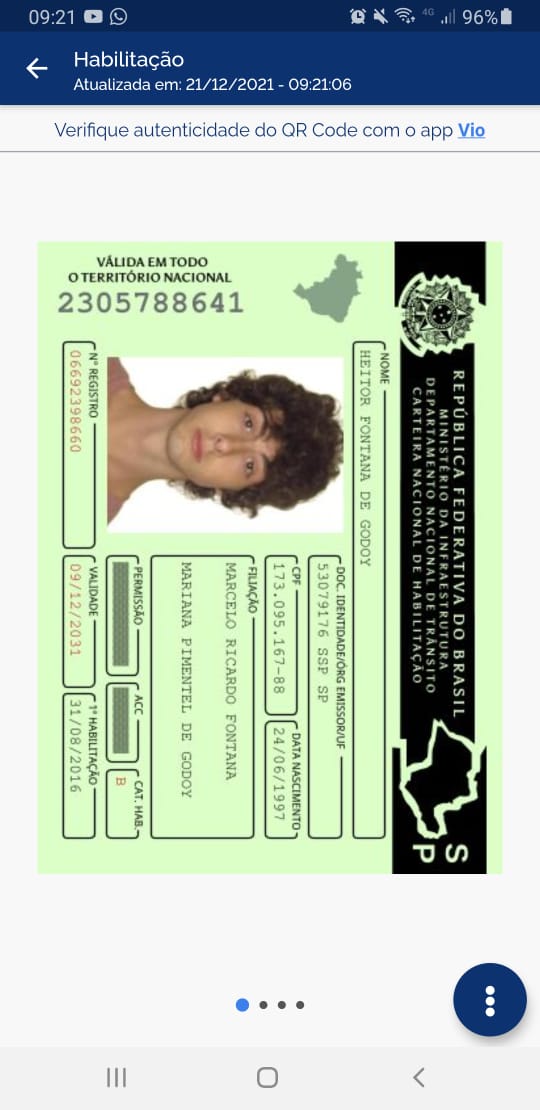 09:21
4G
96%
Habilitação
Atualizada em: 21/12/2021 - 09:21:06
Verifique autenticidade do QR Code com o app Vio
REPÚBLICA FEDERATIVA DO BRASIL
MINISTÉRIO DA INFRAESTRUTURA
DEPARTAMENTO NACIONAL DE TRÂNSITO
CARTEIRA NACIONAL DE HABILITAÇÃO
SP
VÁLIDA EM TODO
O TERRITÓRIO NACIONAL
2305788641
NOME
HEITOR FONTANA DE GODOY
DOC. IDENTIDADE/ÓRG EMISSOR/UF
53079176 SSP SP
CPF
173.095.167-88
DATA NASCIMENTO
24/06/1997
FILIAÇÃO
MARCELO RICARDO FONTANA
MARIANA PIMENTEL DE GODOY
PERMISSÃO
ACC
CAT. HAB.
B
Nº REGISTRO
06692398660
VALIDADE
09/12/2031
1ª HABILITAÇÃO
31/08/2016